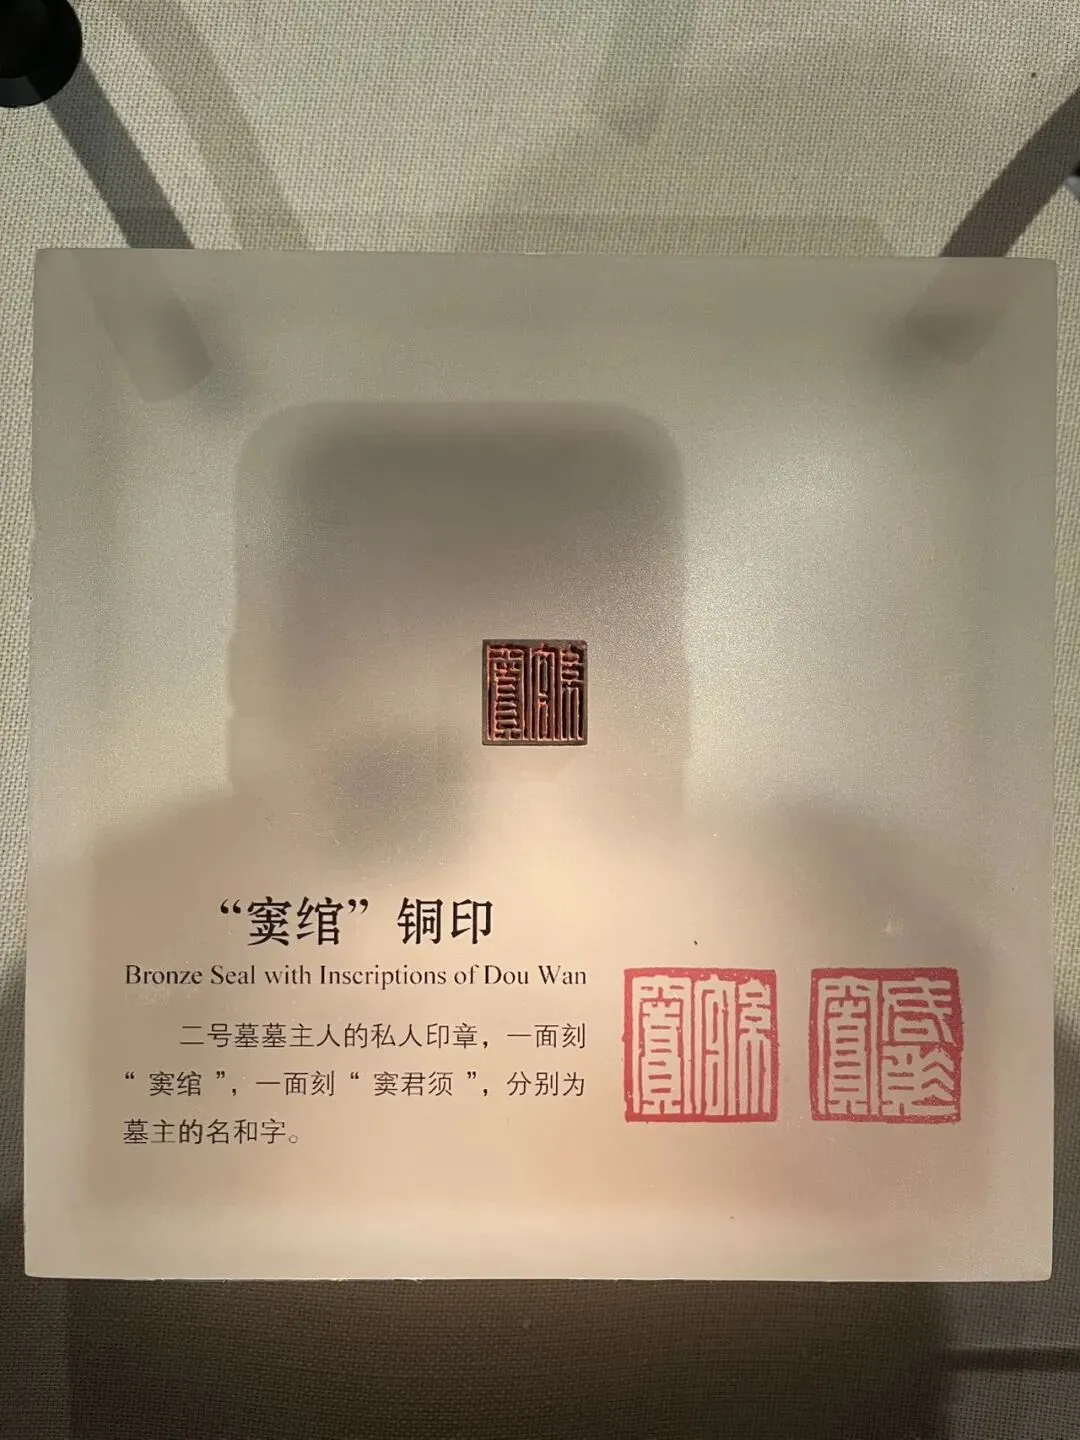 “窦绾”铜印
Bronze Seal with Inscriptions of Dou Wan
二号墓墓主人的私人印章，一面刻
“窦绾”，一面刻“窦君须”，分别为
墓主的名和字。